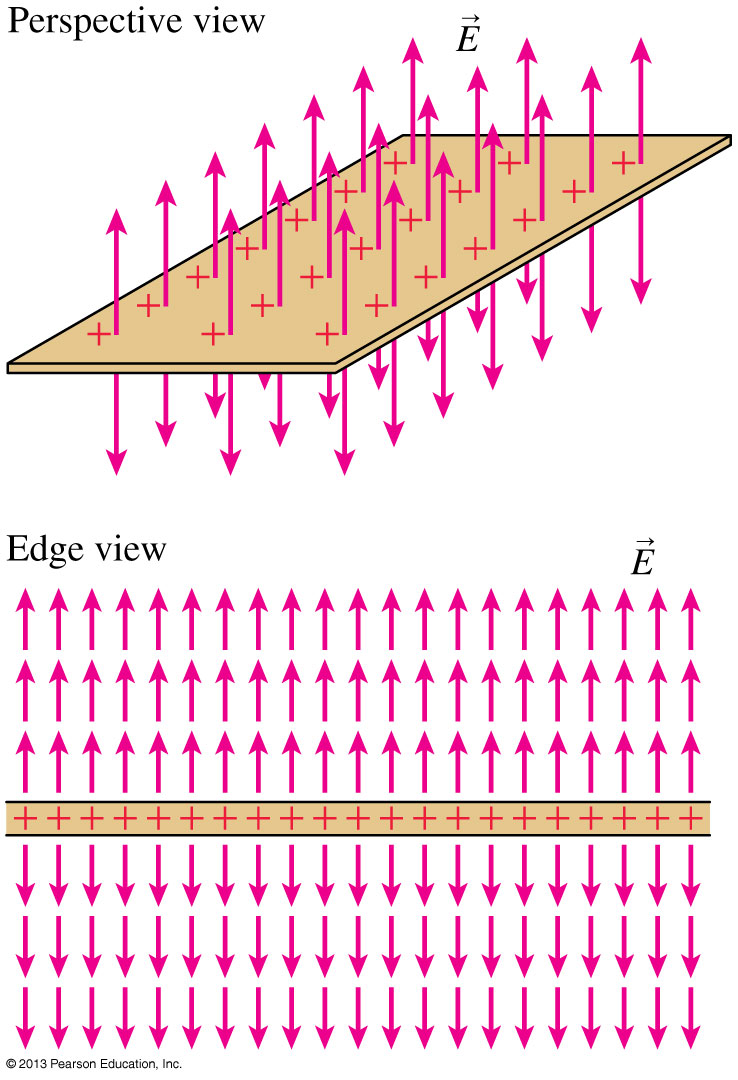 Perspective view
E⃗
Edge view
E⃗
© 2013 Pearson Education, Inc.